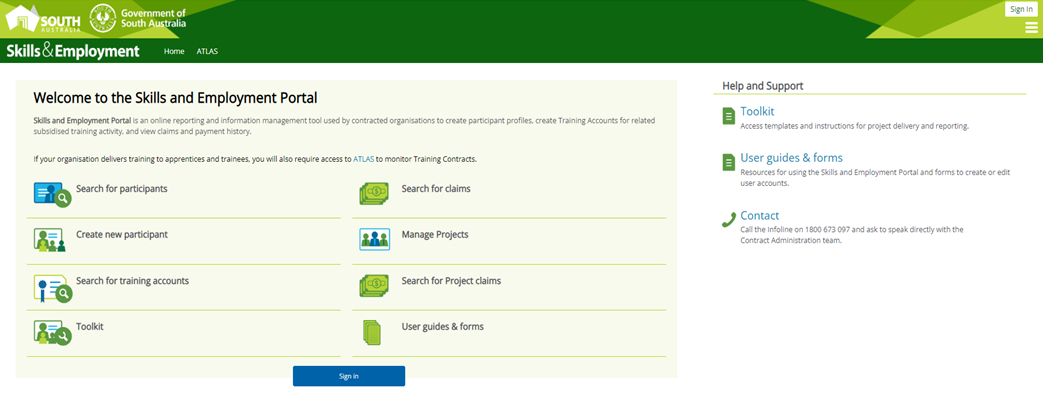 Sign In
SOUTH
AUSTRALIA
Government of
South Australia
Skills&Employment
Home
ATLAS
Welcome to the Skills and Employment Portal
Skills and Employment Portal is an online reporting and information management tool used by contracted organisations to create participant profiles, create Training Accounts for related
subsidised training activity, and view claims and payment history.
If your organisation delivers training to apprentices and trainees, you will also require access to ATLAS to monitor Training Contracts.
Search for participants
Search for claims
Create new participant
Manage Projects
Search for training accounts
Search for Project claims
Toolkit
User guides & forms
Sign in
Help and Support
Toolkit
Access templates and instructions for project delivery and reporting.
User guides & forms
Resources for using the Skills and Employment Portal and forms to create or edit
user accounts.
Contact
Call the Infoline on 1800 673 097 and ask to speak directly with the
Contract Administration team.